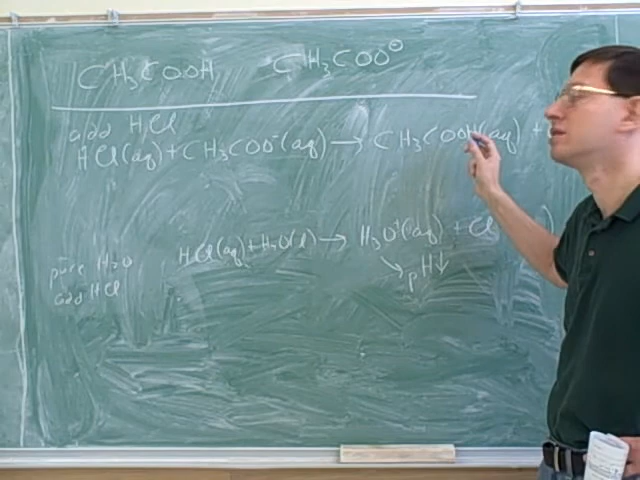 CH₃COOH CH₃COO⊖
add HCl
HCl(aq)+CH₃COO⁻(aq)→CH₃COOH(aq) +
HCl(aq)+H₂O(l)→ H₃O⁺(aq) + Cl
pure H₂O
add HCl
↘pH↓